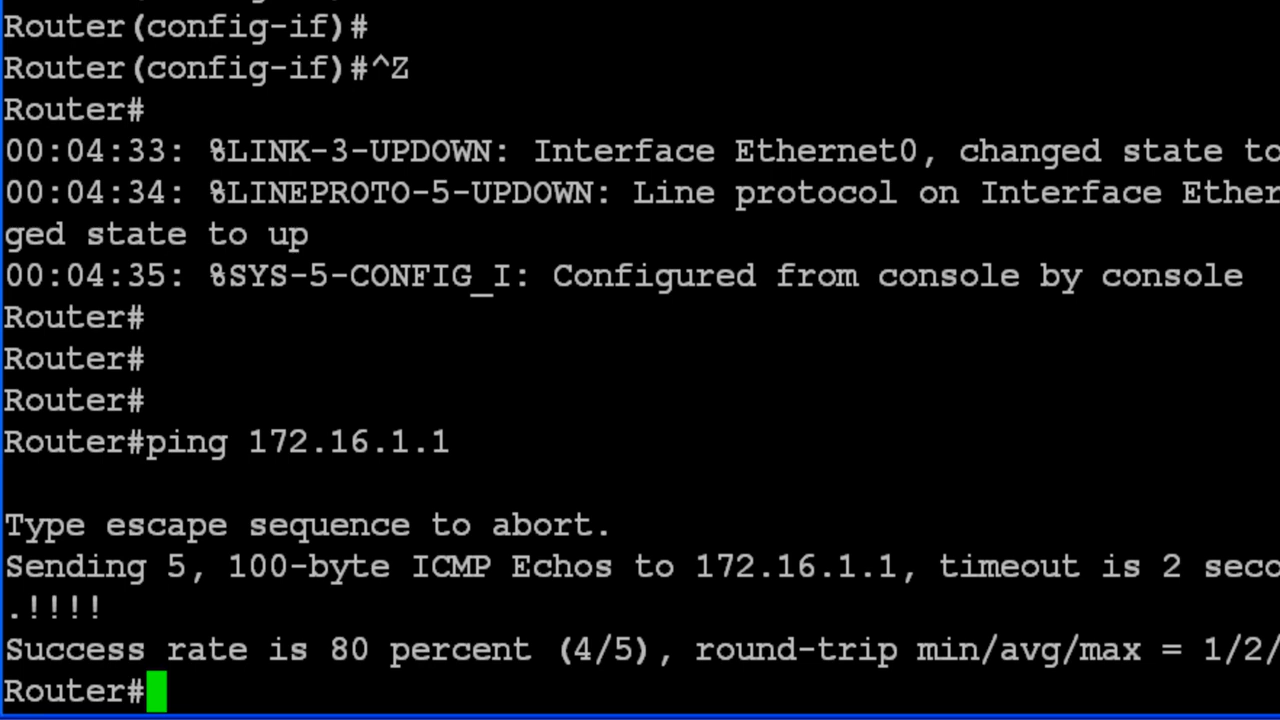 Router(config-if)#
Router(config-if)#^Z
Router#
00:04:33: %LINK-3-UPDOWN: Interface Ethernet0, changed state to
00:04:34: %LINEPROTO-5-UPDOWN: Line protocol on Interface Ether
ged state to up
00:04:35: %SYS-5-CONFIG_I: Configured from console by console
Router#
Router#
Router#
Router#ping 172.16.1.1
Type escape sequence to abort.
Sending 5, 100-byte ICMP Echos to 172.16.1.1, timeout is 2 seco
.!!!!
Success rate is 80 percent (4/5), round-trip min/avg/max = 1/2/
Router#